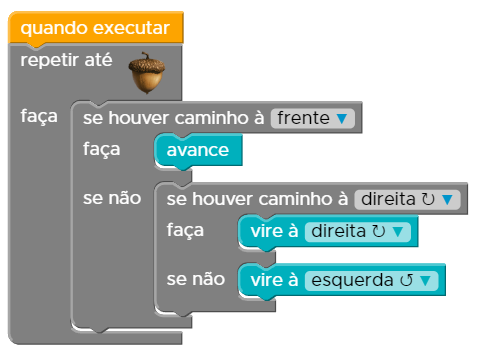 quando executar
repetir até
faça se houver caminho à frente ▼
faça avance
se não se houver caminho à direita ↻ ▼
faça vire à direita ↻ ▼
se não vire à esquerda ↺ ▼